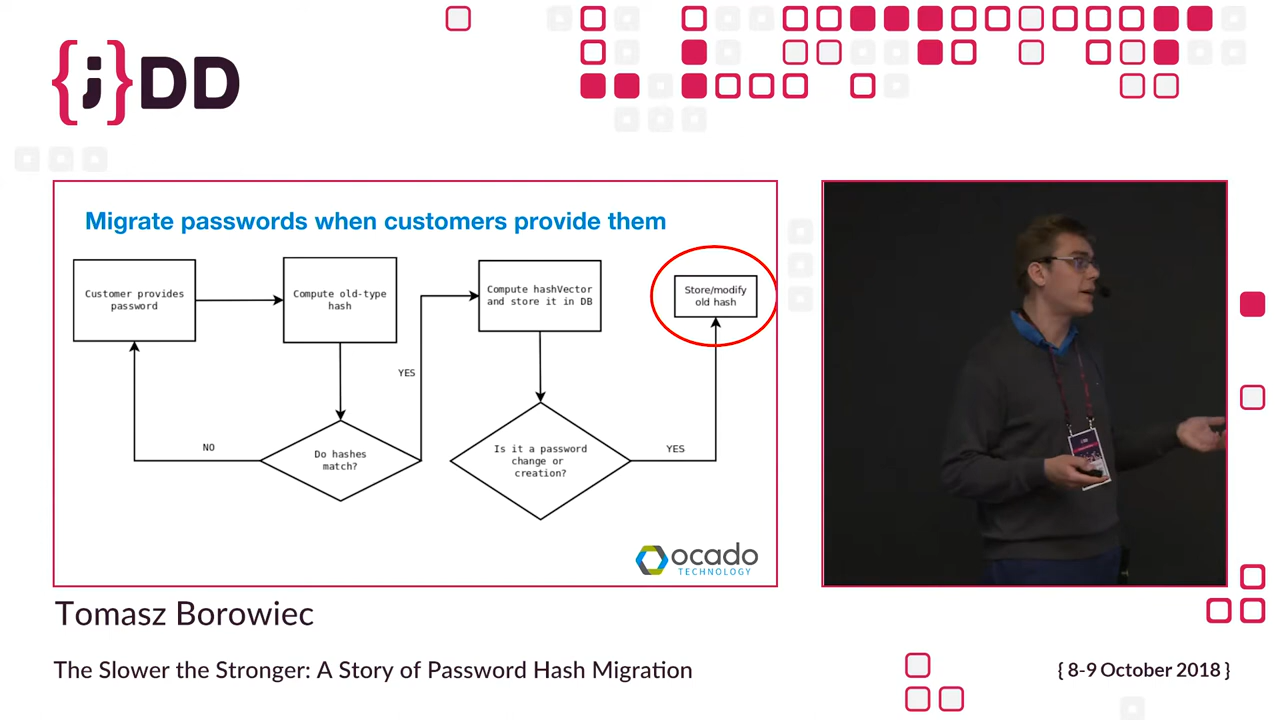 {j}DD
Migrate passwords when customers provide them
Customer provides
password
Compute old-type
hash
Compute hashVector
and store it in DB
Store/modify
old hash
YES
NO
Do hashes
match?
Is it a password
change or
creation?
YES
ocado
TECHNOLOGY
Tomasz Borowiec
The Slower the Stronger: A Story of Password Hash Migration
{ 8-9 October 2018 }